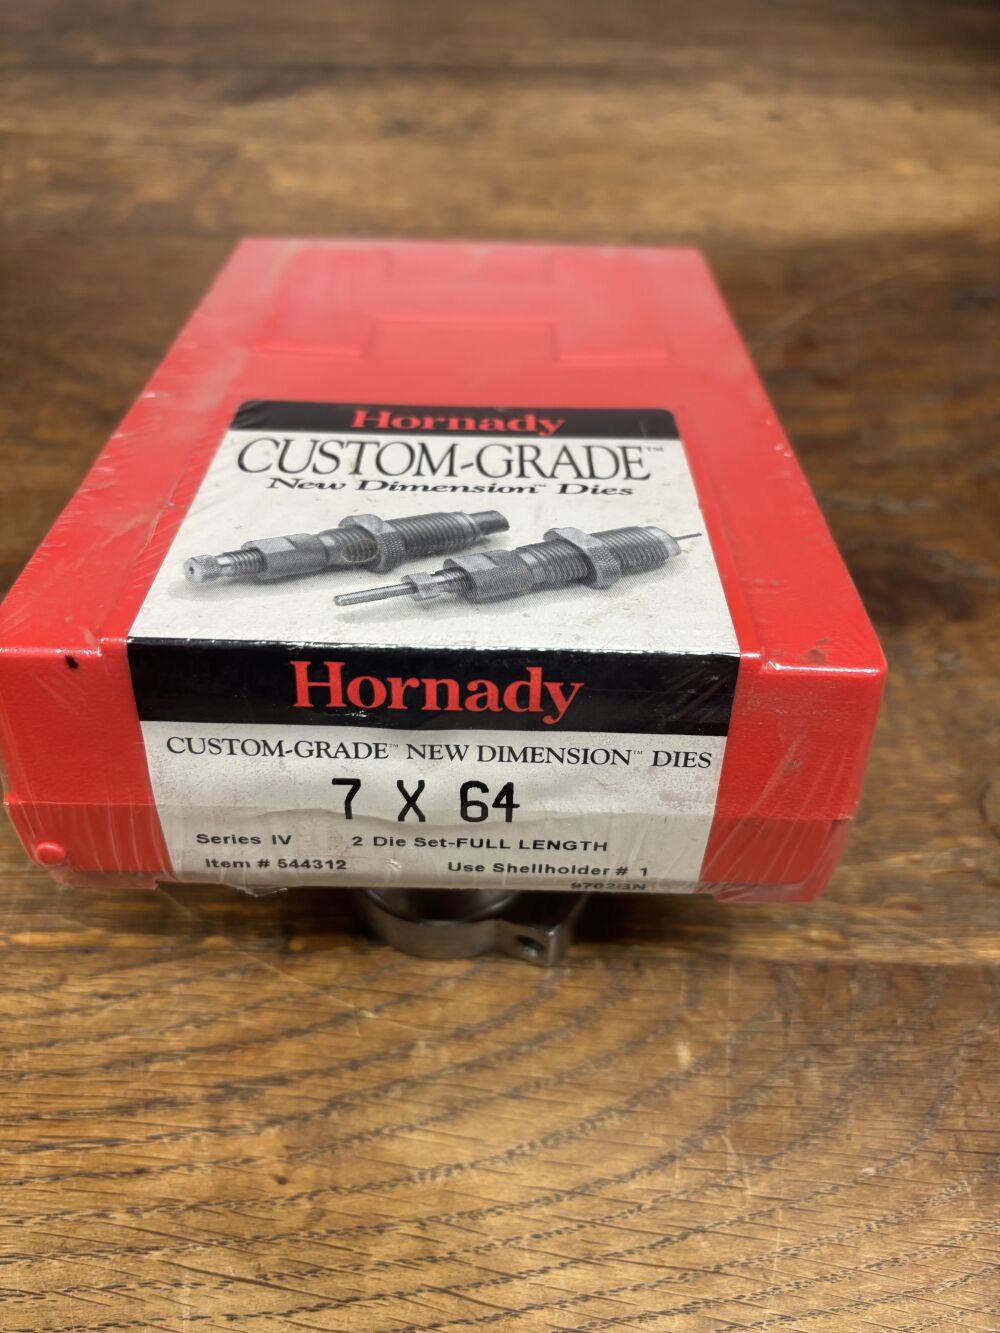 Hornady
CUSTOM-GRADE™
New Dimension™ Dies
Hornady
CUSTOM-GRADE™ NEW DIMENSION™ DIES
7 X 64
Series IV 2 Die Set-FULL LENGTH
Item # 544312 Use Shellholder # 1